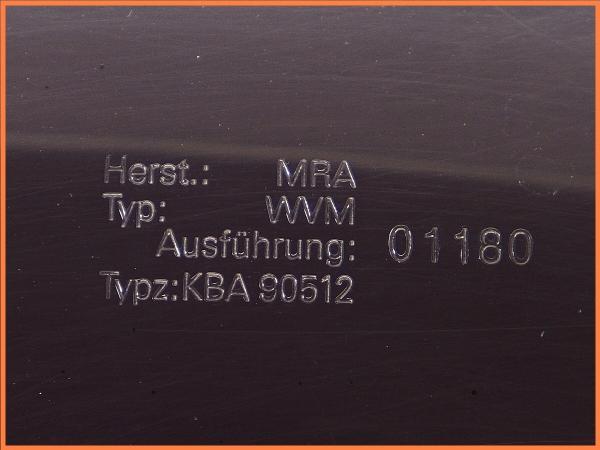 Herst.: MRA
Typ: WVM
Ausführung: 01180
Typz: KBA 90512